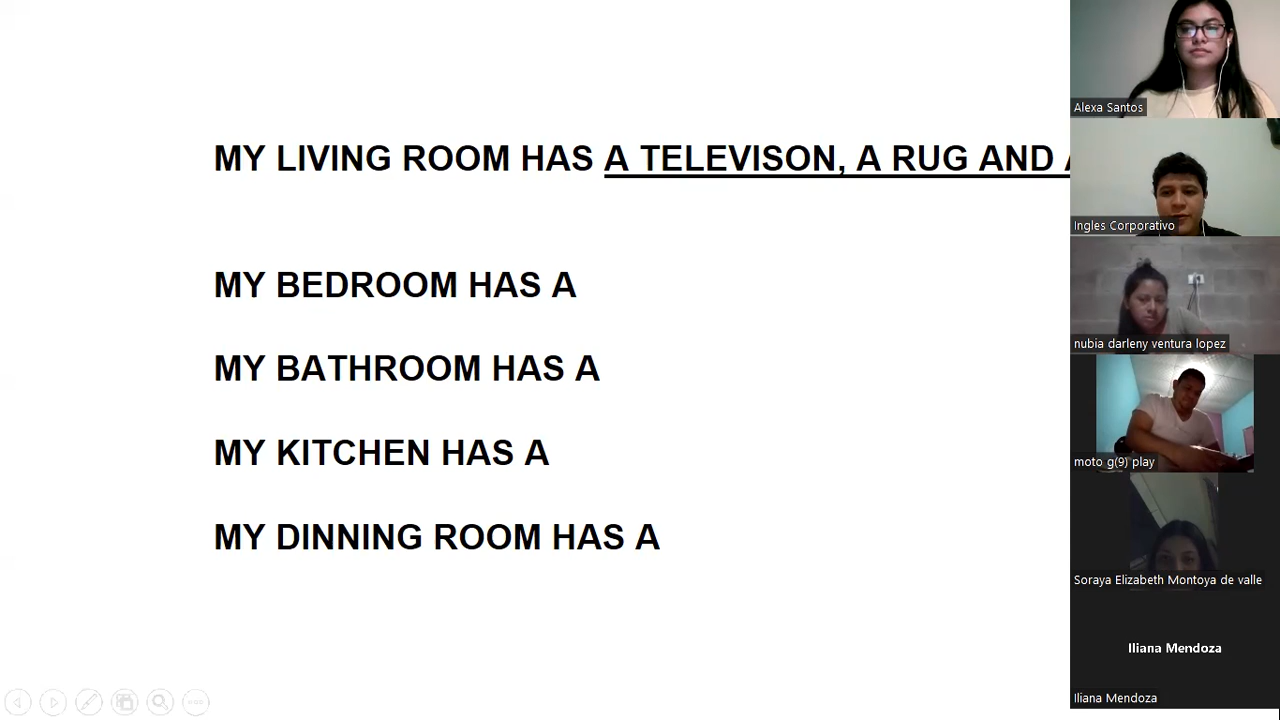 MY LIVING ROOM HAS A TELEVISON, A RUG AND
MY BEDROOM HAS A
MY BATHROOM HAS A
MY KITCHEN HAS A
MY DINNING ROOM HAS A
Alexa Santos
Ingles Corporativo
nubia darleny ventura lopez
moto g(9) play
Soraya Elizabeth Montoya de valle
Iliana Mendoza
Iliana Mendoza